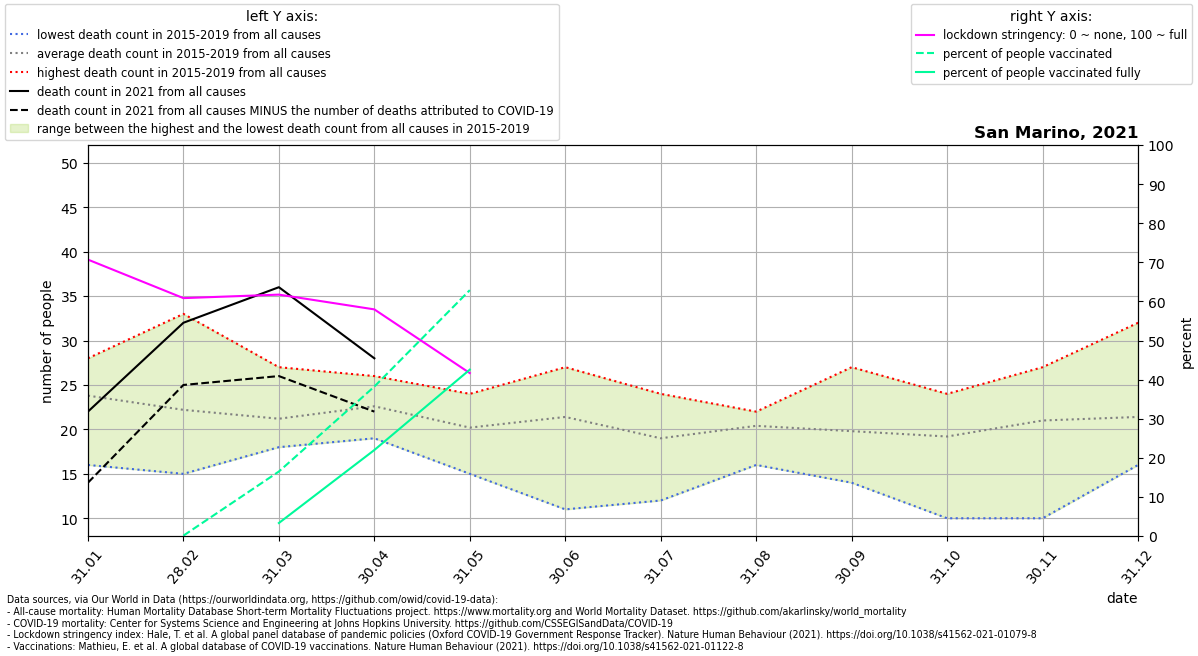 left Y axis:
lowest death count in 2015-2019 from all causes
average death count in 2015-2019 from all causes
highest death count in 2015-2019 from all causes
death count in 2021 from all causes
death count in 2021 from all causes MINUS the number of deaths attributed to COVID-19
range between the highest and the lowest death count from all causes in 2015-2019
right Y axis:
lockdown stringency: 0 ~ none, 100 ~ full
percent of people vaccinated
percent of people vaccinated fully
San Marino, 2021
number of people
50
45
40
35
30
25
20
15
10
100
90
80
70
60
50
40
30
20
10
0
percent
31.01
28.02
31.03
30.04
31.05
30.06
31.07
31.08
30.09
31.10
30.11
31.12
date
Data sources, via Our World in Data (https://ourworldindata.org, https://github.com/owid/covid-19-data):
- All-cause mortality: Human Mortality Database Short-term Mortality Fluctuations project. https://www.mortality.org and World Mortality Dataset. https://github.com/akarlinsky/world_mortality
- COVID-19 mortality: Center for Systems Science and Engineering at Johns Hopkins University. https://github.com/CSSEGISandData/COVID-19
- Lockdown stringency index: Hale, T. et al. A global panel database of pandemic policies (Oxford COVID-19 Government Response Tracker). Nature Human Behaviour (2021). https://doi.org/10.1038/s41562-021-01079-8
- Vaccinations: Mathieu, E. et al. A global database of COVID-19 vaccinations. Nature Human Behaviour (2021). https://doi.org/10.1038/s41562-021-01122-8